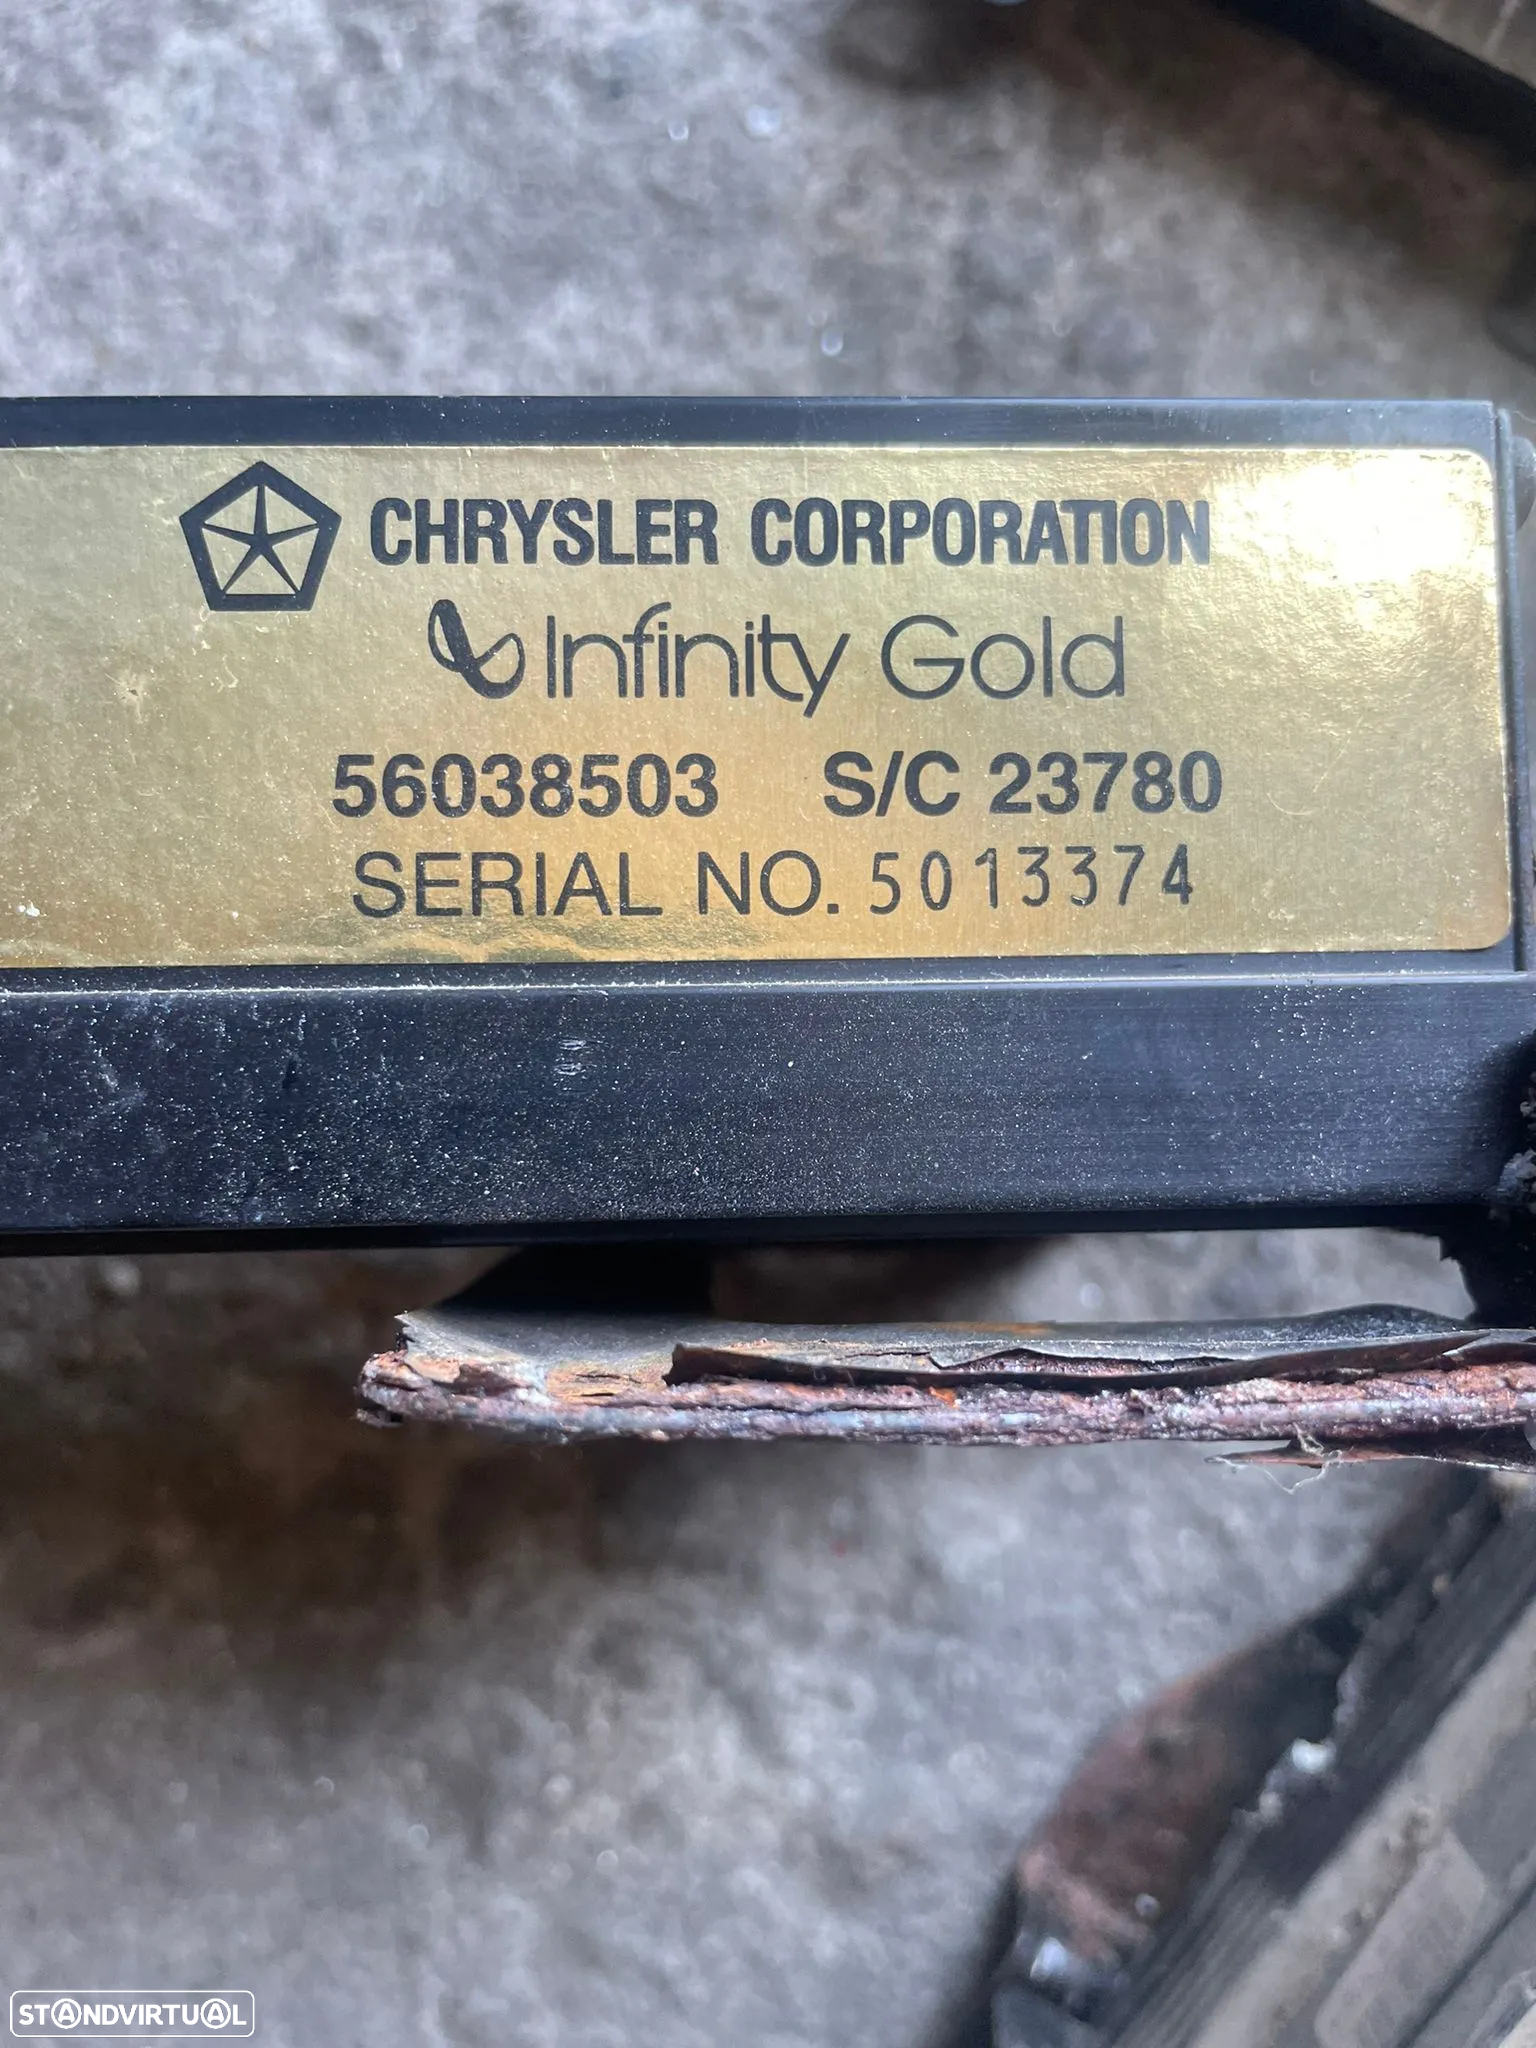 CHRYSLER CORPORATION
Infinity Gold
56038503 S/C 23780
SERIAL NO. 5013374
STANDVIRTUAL